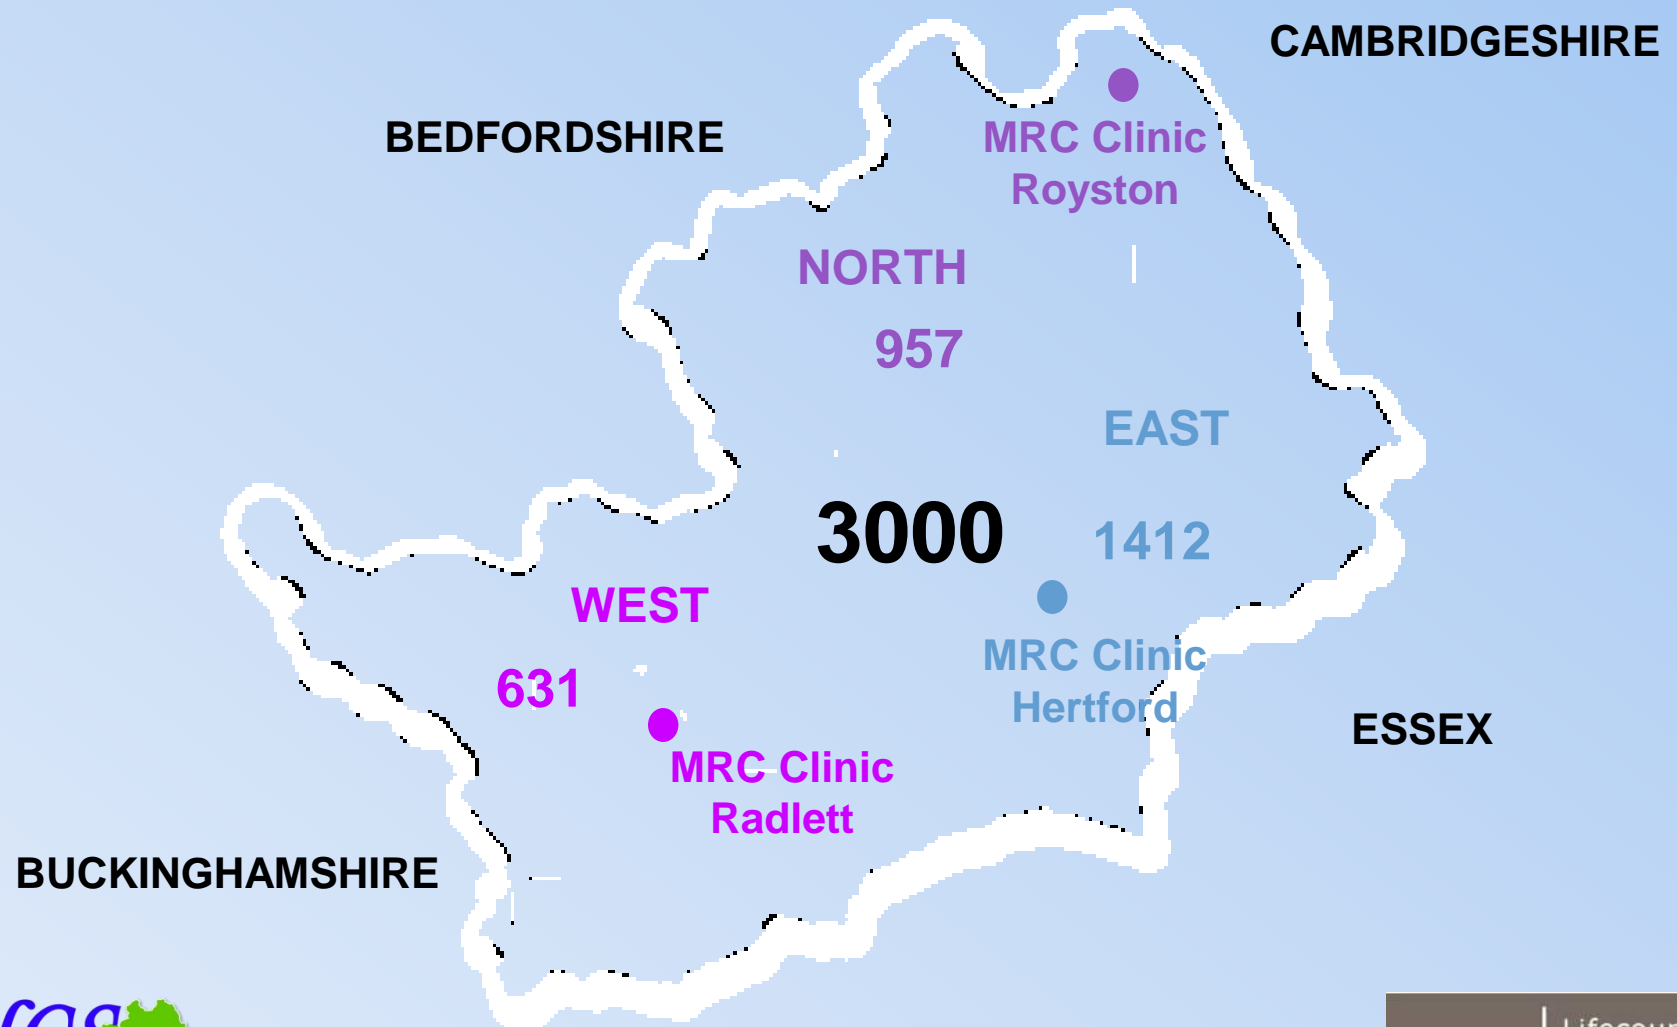 CAMBRIDGESHIRE
BEDFORDSHIRE
MRC Clinic
Royston
NORTH
957
EAST
3000
1412
WEST
MRC Clinic
Hertford
631
ESSEX
MRC Clinic
Radlett
BUCKINGHAMSHIRE